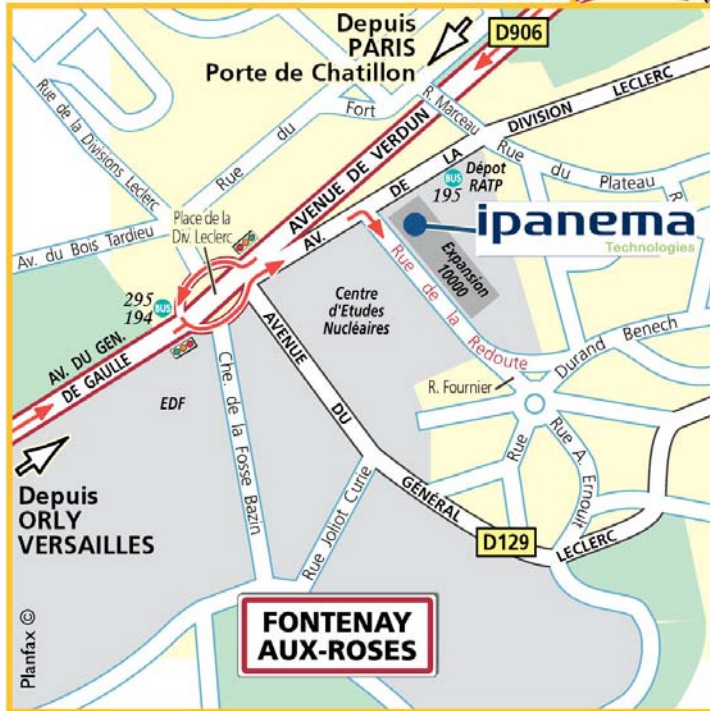 Depuis
PARIS
Porte de Chatillon
D906
Rue de la Divisions Leclerc
Rue du Fort
R. Marceau
AVENUE DE VERDUN
AV. DE LA DIVISION LECLERC
Rue du Plateau
R
Dépot
RATP
BUS
195
ipanema
Technologies
Expansion
10000
Place de la
Div. Leclerc
Av. du Bois Tardieu
295
194
BUS
Centre
d'Etudes
Nucléaires
Rue de la Redoute
Durand Benech
R. Fournier
AV. DU GEN.
DE GAULLE
EDF
Che. de la Fosse Bazin
AVENUE DU GÉNÉRAL LECLERC
Rue
Rue A. Ernoult
Rue Joliot Curie
D129
Depuis
ORLY
VERSAILLES
FONTENAY
AUX-ROSES
Planfax ©